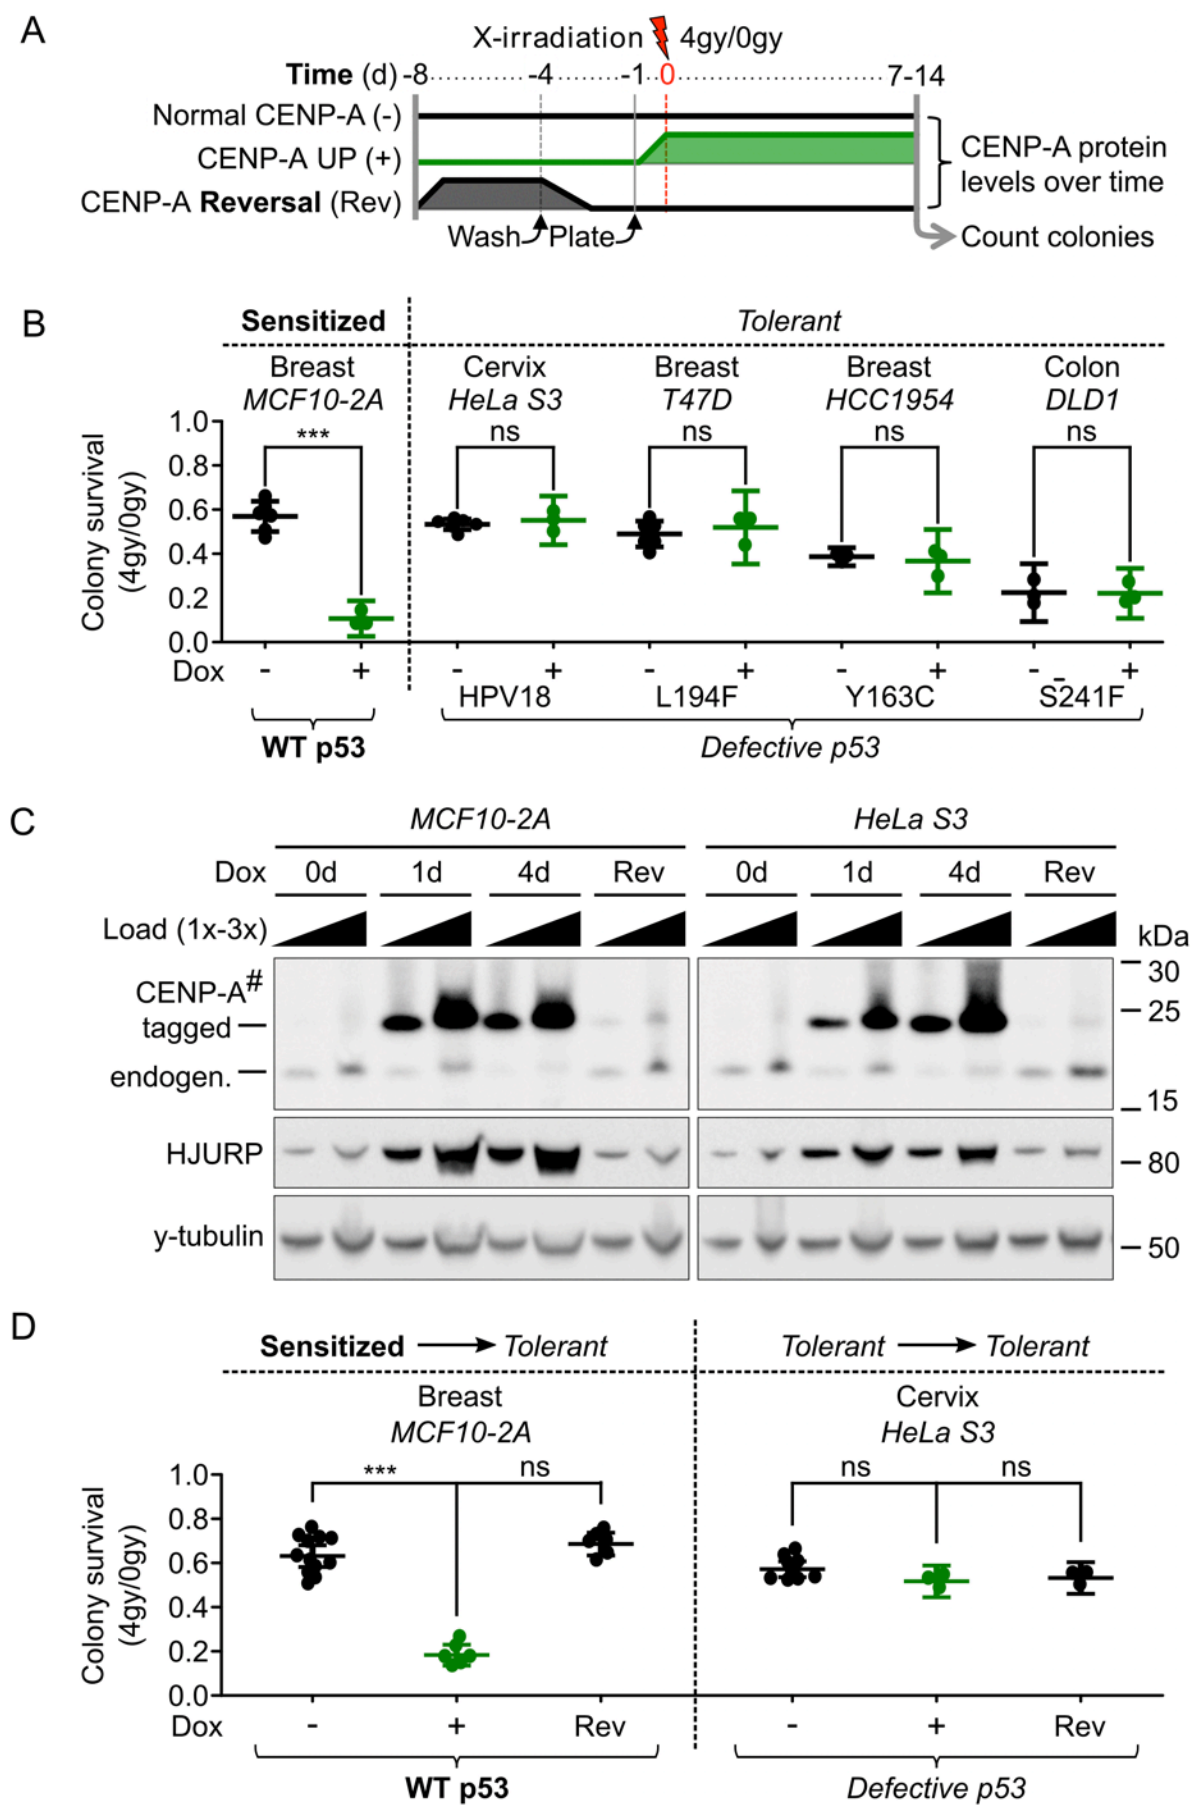 A
X-irradiation 4gy/0gy
Time (d) -8 -4 -1 0 7-14
Normal CENP-A (-)
CENP-A UP (+)
CENP-A Reversal (Rev)
CENP-A protein
levels over time
Wash Plate
Count colonies
B
Sensitized Tolerant
Breast Cervix Breast Breast Colon
MCF10-2A HeLa S3 T47D HCC1954 DLD1
*** ns ns ns ns
Colony survival
(4gy/0gy)
1.0
0.8
0.6
0.4
0.2
0.0
Dox - + - + - + - + - +
HPV18 L194F Y163C S241F
WT p53 Defective p53
C
MCF10-2A HeLa S3
Dox 0d 1d 4d Rev 0d 1d 4d Rev
Load (1x-3x)
kDa
CENP-A#
tagged
endogen.
30
25
15
HJURP
80
y-tubulin
50
D
Sensitized Tolerant Tolerant Tolerant
Breast Cervix
MCF10-2A HeLa S3
*** ns ns ns
Colony survival
(4gy/0gy)
1.0
0.8
0.6
0.4
0.2
0.0
Dox - + Rev - + Rev
WT p53 Defective p53